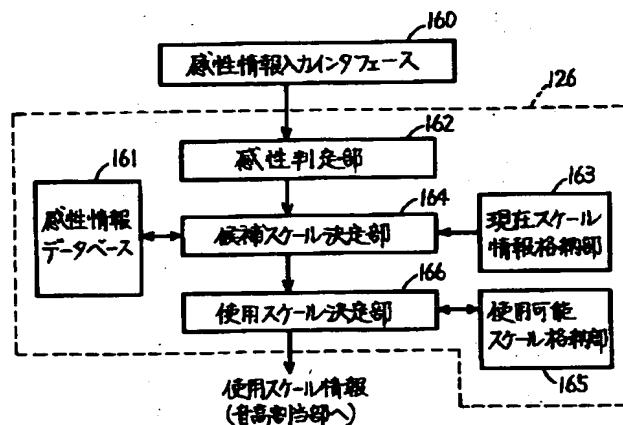 160
感性情報入力インタフェース
126
162
感性判定部
161
感性情報
データベース
164
候補スケール決定部
163
現在スケール
情報格納部
166
使用スケール決定部
使用可能
スケール格納部
165
使用スケール情報
(音高割当部へ)